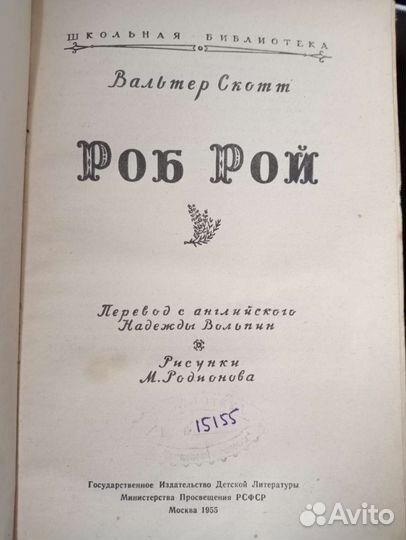 ШКОЛЬНАЯ БИБЛИОТЕКА
Вальтер Скотт
РОБ РОЙ
Перевод с английского
Надежды Вольпин
Рисунки
М. Родионова
15155
Государственное Издательство Детской Литературы
Министерства Просвещения РСФСР
Москва 1955
Avito